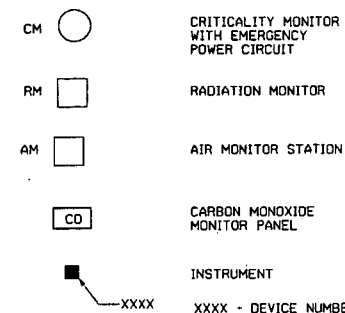 CM CRITICALITY MONITOR
WITH EMERGENCY
POWER CIRCUIT
RM RADIATION MONITOR
AM AIR MONITOR STATION
CO CARBON MONOXIDE
MONITOR PANEL
INSTRUMENT
XXXX XXXX - DEVICE NUMBE